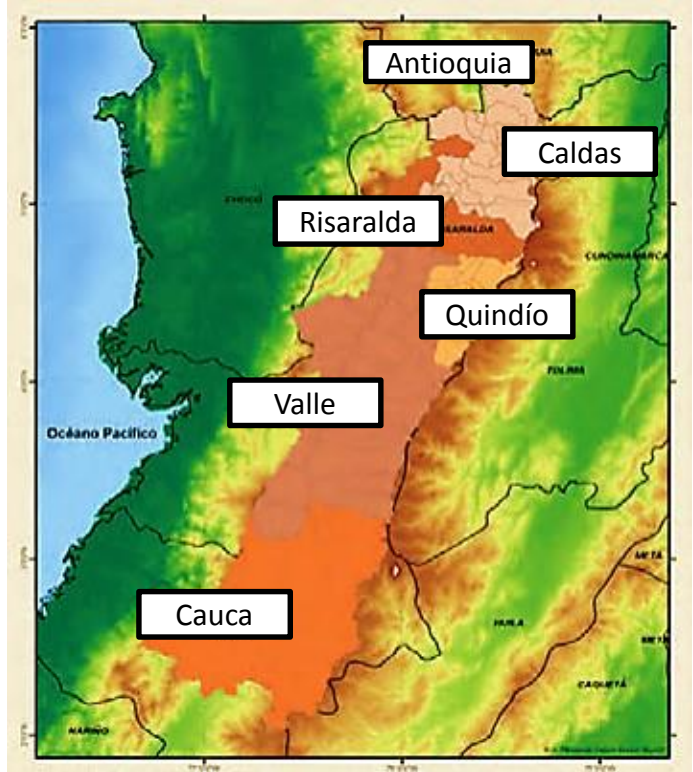 Antioquia
Caldas
CHOCÓ
Risaralda
CUNDINAMARCA
Quindío
TOLIMA
Valle
Océano Pacífico
META
Cauca
HUILA
CAQUETÁ
NARIÑO